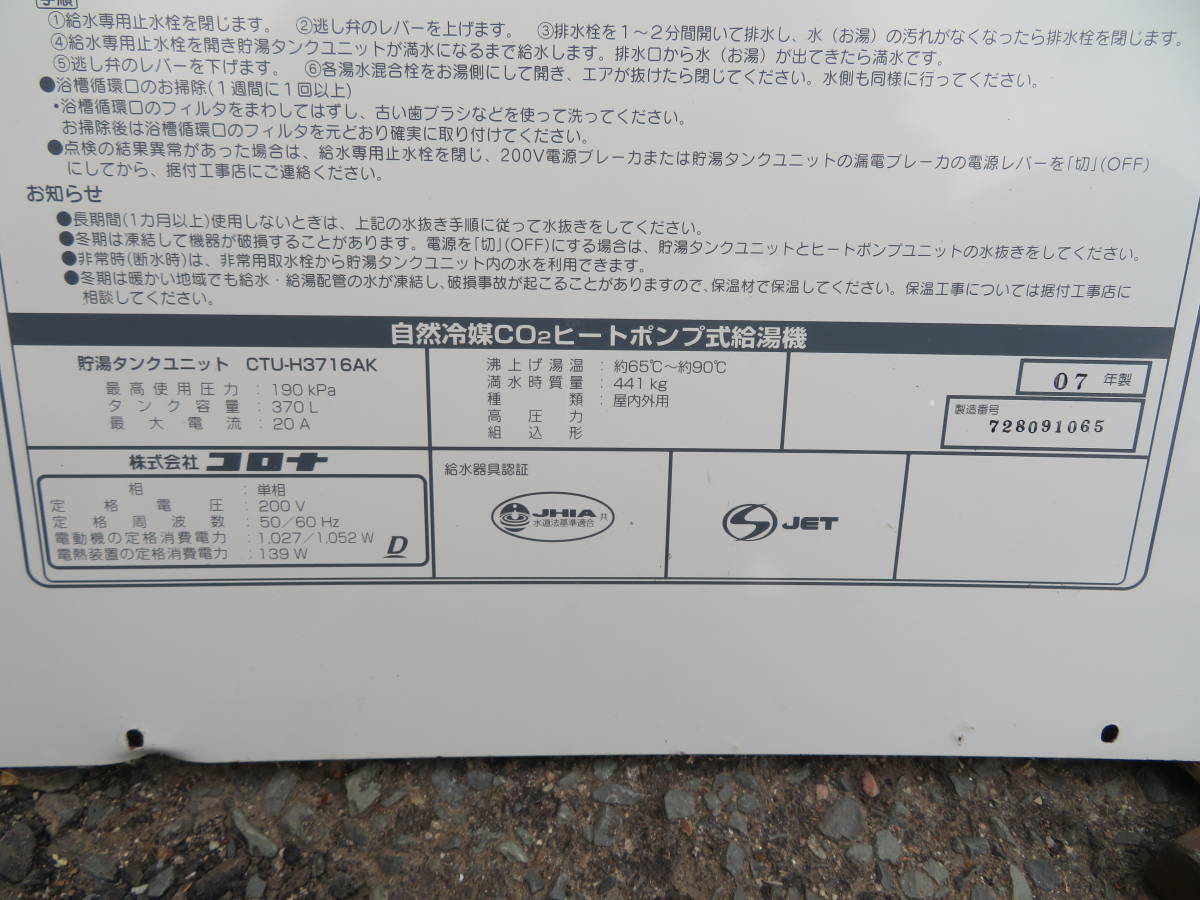 手順
①給水専用止水栓を閉じます。 ②逃し弁のレバーを上げます。 ③排水栓を1～2分間開いて排水し、水（お湯）の汚れがなくなったら排水栓を閉じます。
④給水専用止水栓を開き貯湯タンクユニットが満水になるまで給水します。排水口から水（お湯）が出てきたら満水です。
⑤逃し弁のレバーを下げます。 ⑥各湯水混合栓をお湯側にして開き、エアが抜けたら閉じてください。水側も同様に行ってください。
●浴槽循環口のお掃除(1週間に1回以上)
・浴槽循環口のフィルタをまわしてはずし、古い歯ブラシなどを使って洗ってください。
お掃除後は浴槽循環口のフィルタを元どおり確実に取り付けてください。
●点検の結果異常があった場合は、給水専用止水栓を閉じ、200V電源ブレーカまたは貯湯タンクユニットの漏電ブレーカの電源レバーを「切」(OFF)
にしてから、据付工事店にご連絡ください。
お知らせ
●長期間(1カ月以上)使用しないときは、上記の水抜き手順に従って水抜きをしてください。
●冬期は凍結して機器が破損することがあります。電源を「切」(OFF)にする場合は、貯湯タンクユニットとヒートポンプユニットの水抜きをしてください。
●非常時(断水時)は、非常用取水栓から貯湯タンクユニット内の水を利用できます。
●冬期は暖かい地域でも給水・給湯配管の水が凍結し、破損事故が起こることがありますので、保温材で保温してください。保温工事については据付工事店に
相談してください。
自然冷媒CO2ヒートポンプ式給湯機
貯湯タンクユニット CTU-H3716AK
最高使用圧力 : 190 kPa
タンク容量 : 370 L
最大電流 : 20 A
沸上げ湯温 : 約65℃～約90℃
満水時質量 : 441 kg
種類 : 屋内外用
高圧力
組込形
07 年製
製造番号
728091065
株式会社 コロナ
相 : 単相
定格電圧 : 200 V
定格周波数 : 50／60 Hz
電動機の定格消費電力 : 1,027／1,052 W
電熱装置の定格消費電力 : 139 W
D
給水器具認証
JHIA 共
水道法基準適合
JET